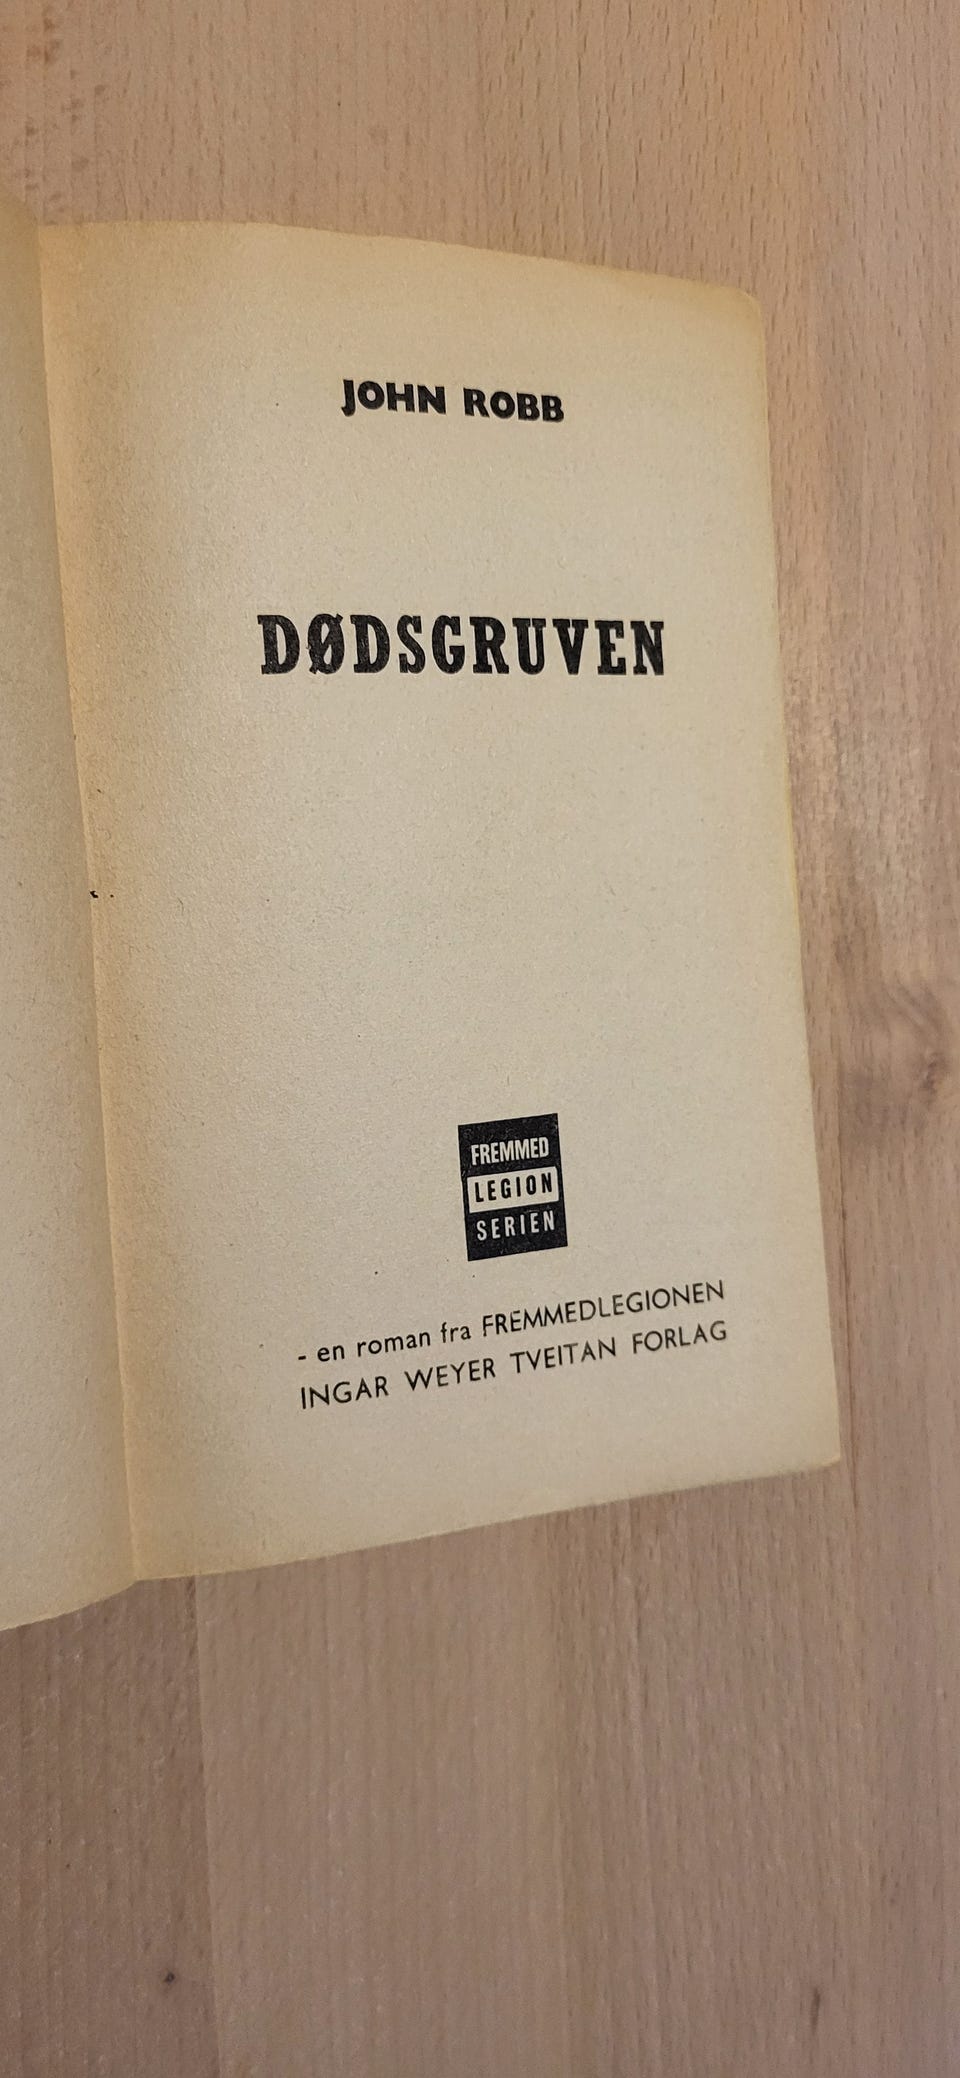 JOHN ROBB
DØDSGRUVEN
FREMMED
LEGION
SERIEN
- en roman fra FREMMEDLEGIONEN
INGAR WEYER TVEITAN FORLAG